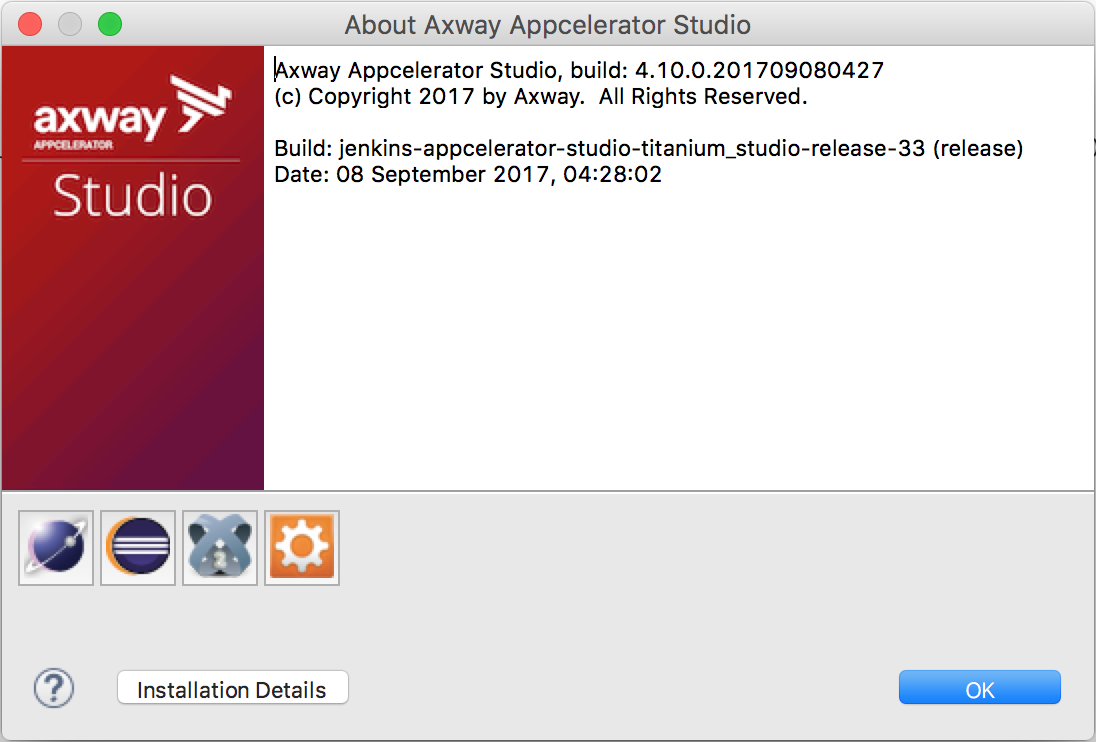 About Axway Appcelerator Studio
axway
APPCELERATOR
Studio
Axway Appcelerator Studio, build: 4.10.0.201709080427
(c) Copyright 2017 by Axway.  All Rights Reserved.
Build: jenkins-appcelerator-studio-titanium_studio-release-33 (release)
Date: 08 September 2017, 04:28:02
2
?
Installation Details
OK